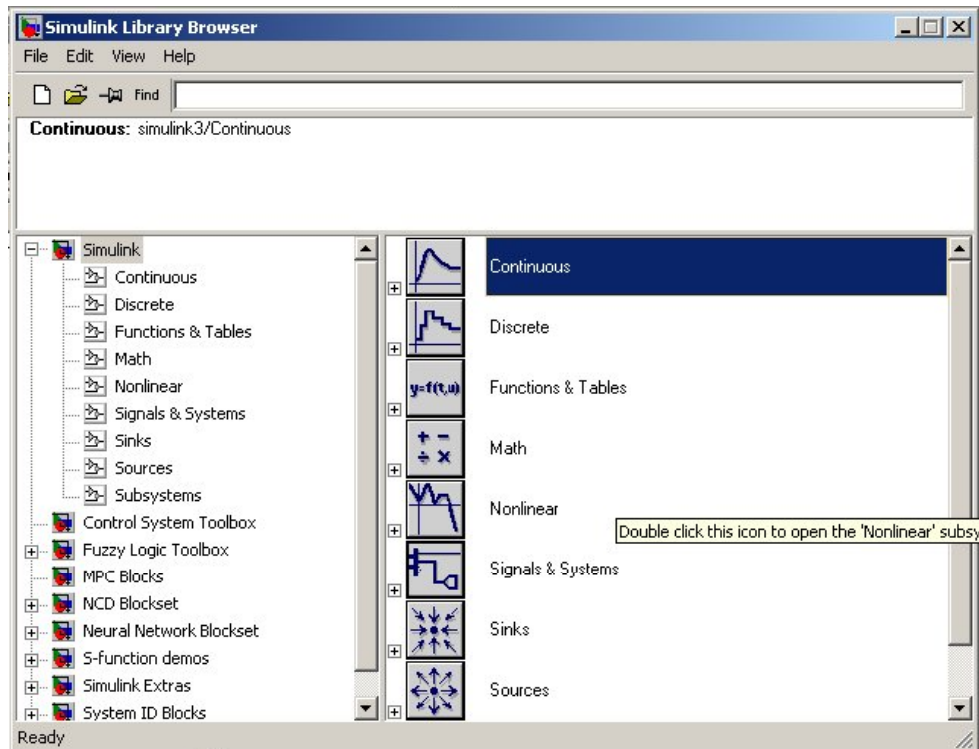 Simulink Library Browser
File Edit View Help
Find
Continuous: simulink3/Continuous
Simulink
Continuous
Discrete
Functions & Tables
Math
Nonlinear
Signals & Systems
Sinks
Sources
Subsystems
Control System Toolbox
Fuzzy Logic Toolbox
MPC Blocks
NCD Blockset
Neural Network Blockset
S-function demos
Simulink Extras
System ID Blocks
Continuous
Discrete
y=f(t,u)
Functions & Tables
+ −
÷ ×
Math
Nonlinear
Double click this icon to open the 'Nonlinear' subsy
Signals & Systems
Sinks
Sources
Ready